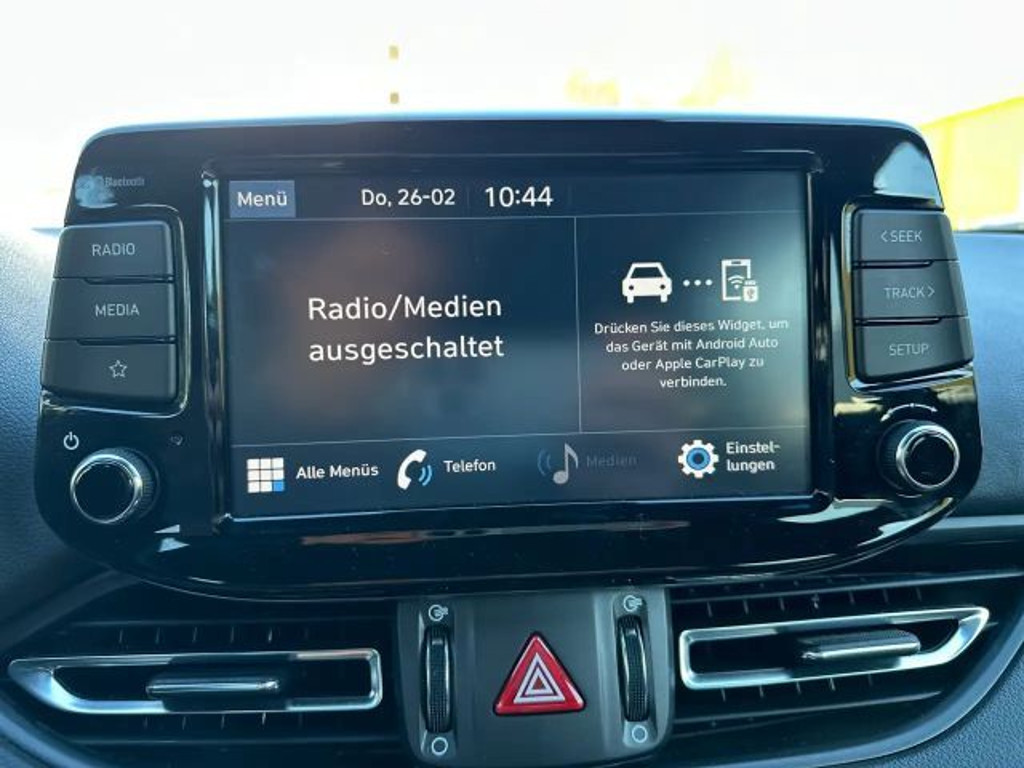 Bluetooth
RADIO
MEDIA
Menü
Do, 26-02
10:44
Radio/Medien
ausgeschaltet
Drücken Sie dieses Widget, um
das Gerät mit Android Auto
oder Apple CarPlay zu
verbinden.
Alle Menüs
Telefon
Medien
Einstel-
lungen
<SEEK
TRACK>
SETUP